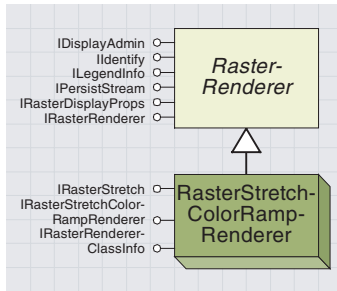 IDisplayAdmin
IIdentify
ILegendInfo
IPersistStream
IRasterDisplayProps
IRasterRenderer
Raster-
Renderer
IRasterStretch
IRasterStretchColor-
RampRenderer
IRasterRenderer-
ClassInfo
RasterStretch-
ColorRamp-
Renderer